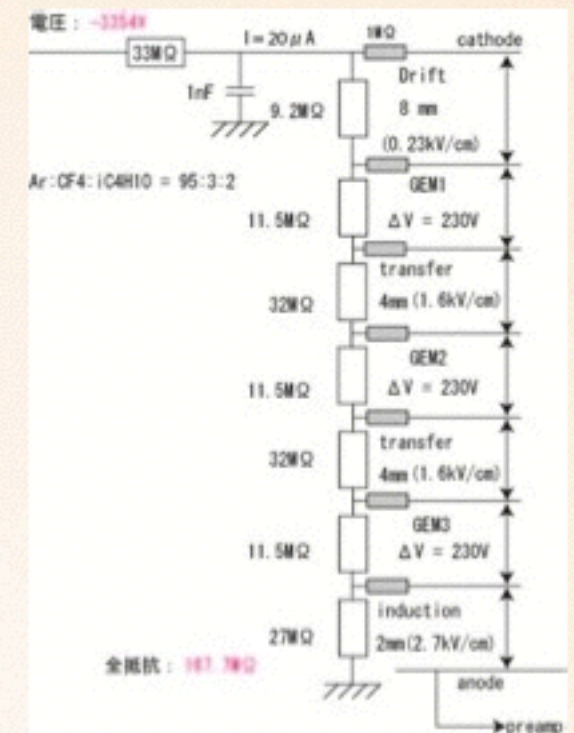 電圧: -3354V
I = 20μA
1MΩ
cathode
33MΩ
1nF
9.2MΩ
Drift
8 mm
(0.23kV/cm)
Ar:CF4:iC4H10 = 95:3:2
GEM1
11.5MΩ
ΔV = 230V
transfer
32MΩ
4mm(1.6kV/cm)
GEM2
11.5MΩ
ΔV = 230V
transfer
32MΩ
4mm(1.6kV/cm)
GEM3
11.5MΩ
ΔV = 230V
induction
27MΩ
2mm(2.7kV/cm)
全抵抗: 167.7MΩ
anode
preamp